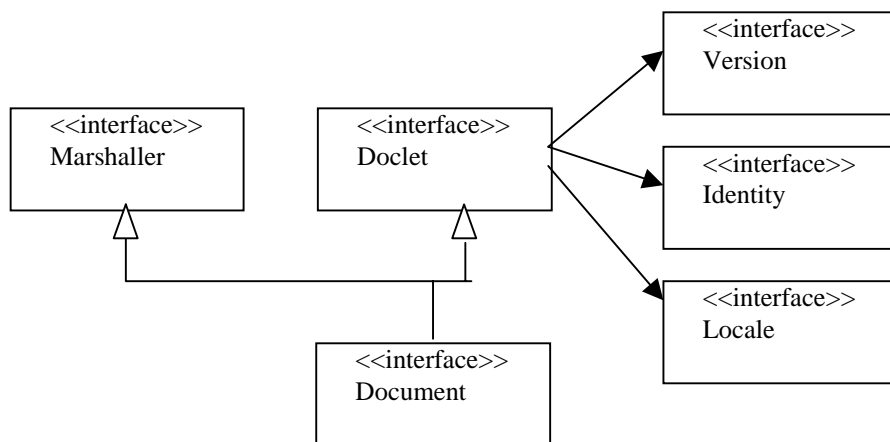 <<interface>>
Version
<<interface>>
Marshaller
<<interface>>
Doclet
<<interface>>
Identity
<<interface>>
Locale
<<interface>>
Document